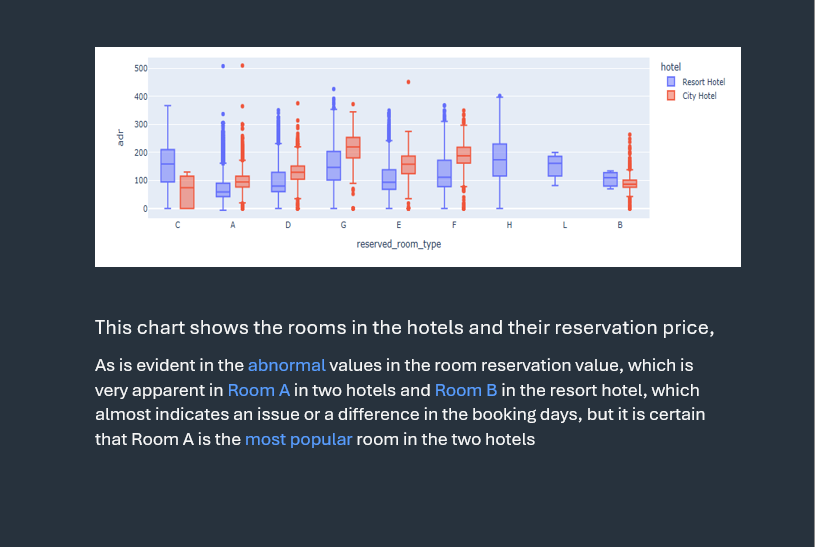 hotel
500
Resort Hotel
400
City Hotel
300
adr
200
100
0
C A D G E F H L B
reserved_room_type
This chart shows the rooms in the hotels and their reservation price,
As is evident in the abnormal values in the room reservation value, which is
very apparent in Room A in two hotels and Room B in the resort hotel, which
almost indicates an issue or a difference in the booking days, but it is certain
that Room A is the most popular room in the two hotels